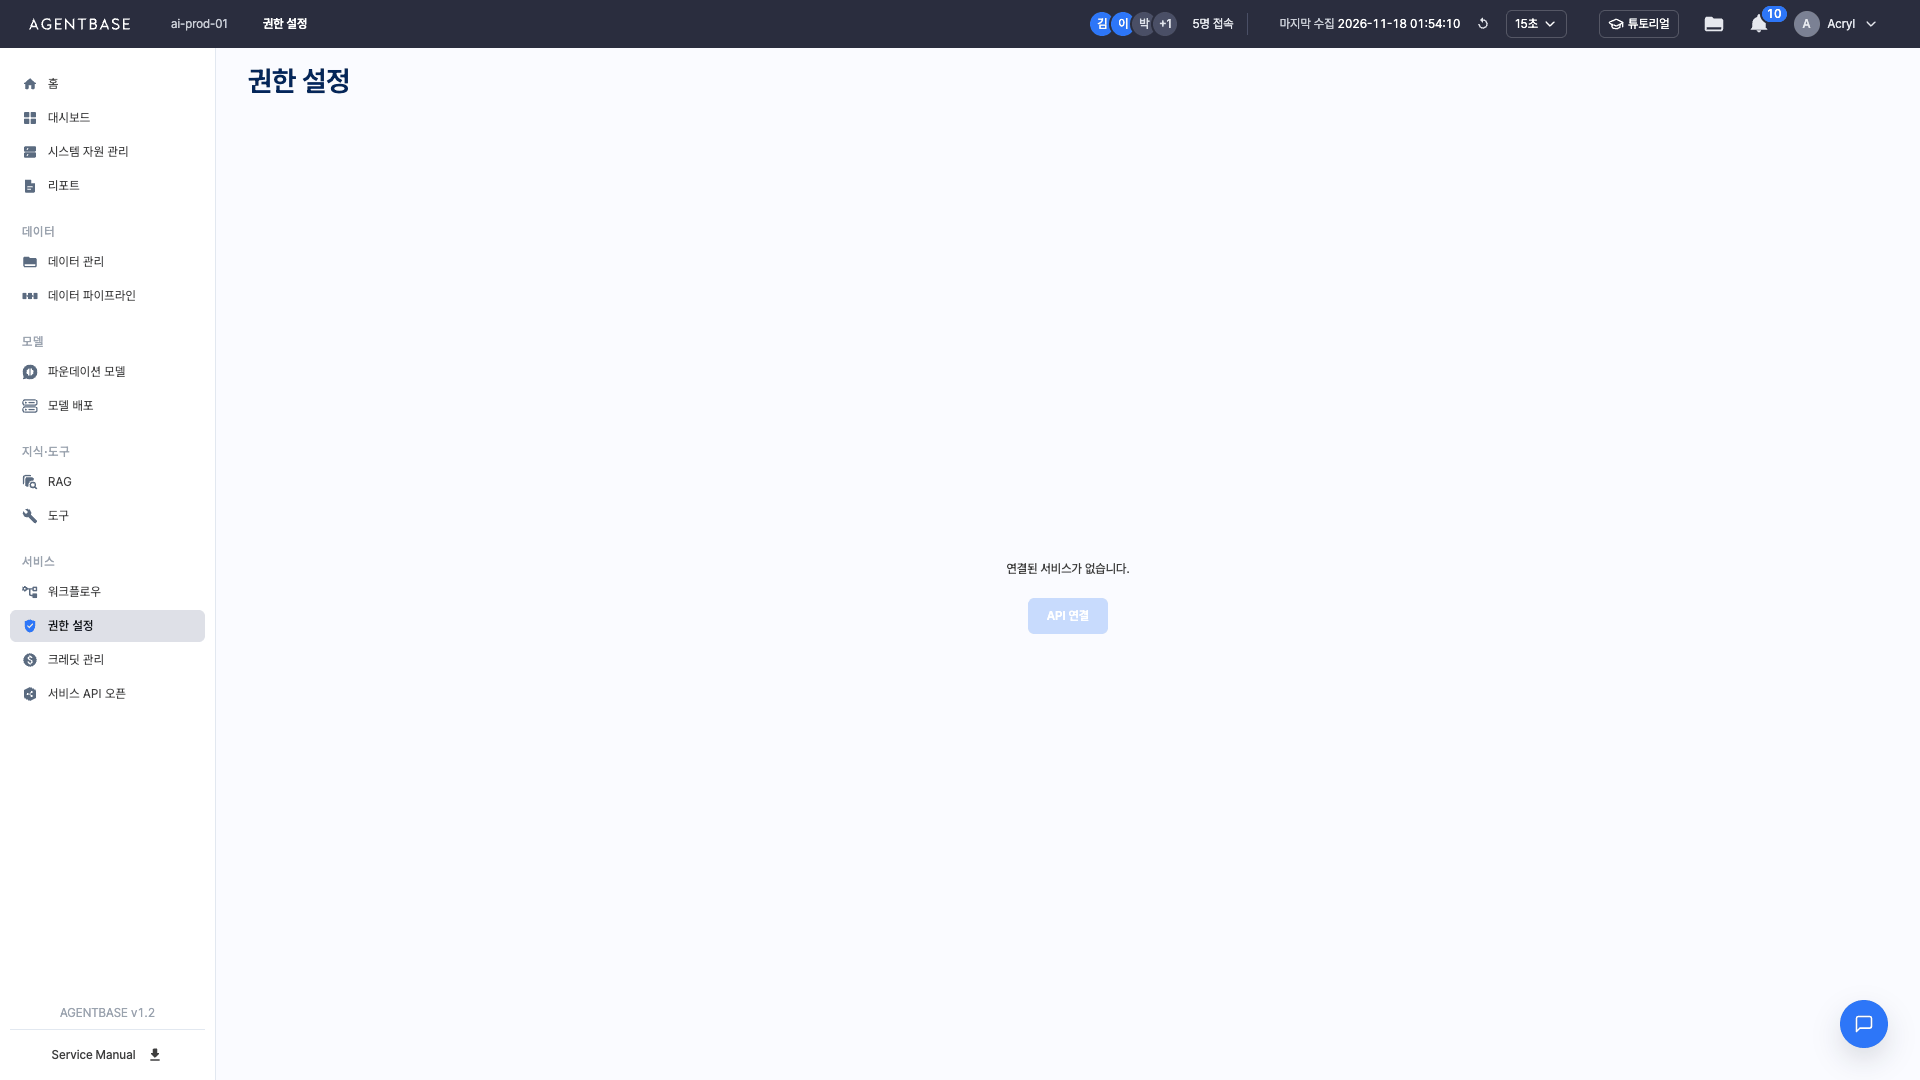 AGENTBASE
ai-prod-01
권한 설정
김
이
박
+1
5명 접속
마지막 수집 2026-11-18 01:54:10
15초
튜토리얼
10
A
Acryl
홈
대시보드
시스템 자원 관리
리포트
데이터
데이터 관리
데이터 파이프라인
모델
파운데이션 모델
모델 배포
지식·도구
RAG
도구
서비스
워크플로우
권한 설정
크레딧 관리
서비스 API 오픈
AGENTBASE v1.2
Service Manual
권한 설정
연결된 서비스가 없습니다.
API 연결